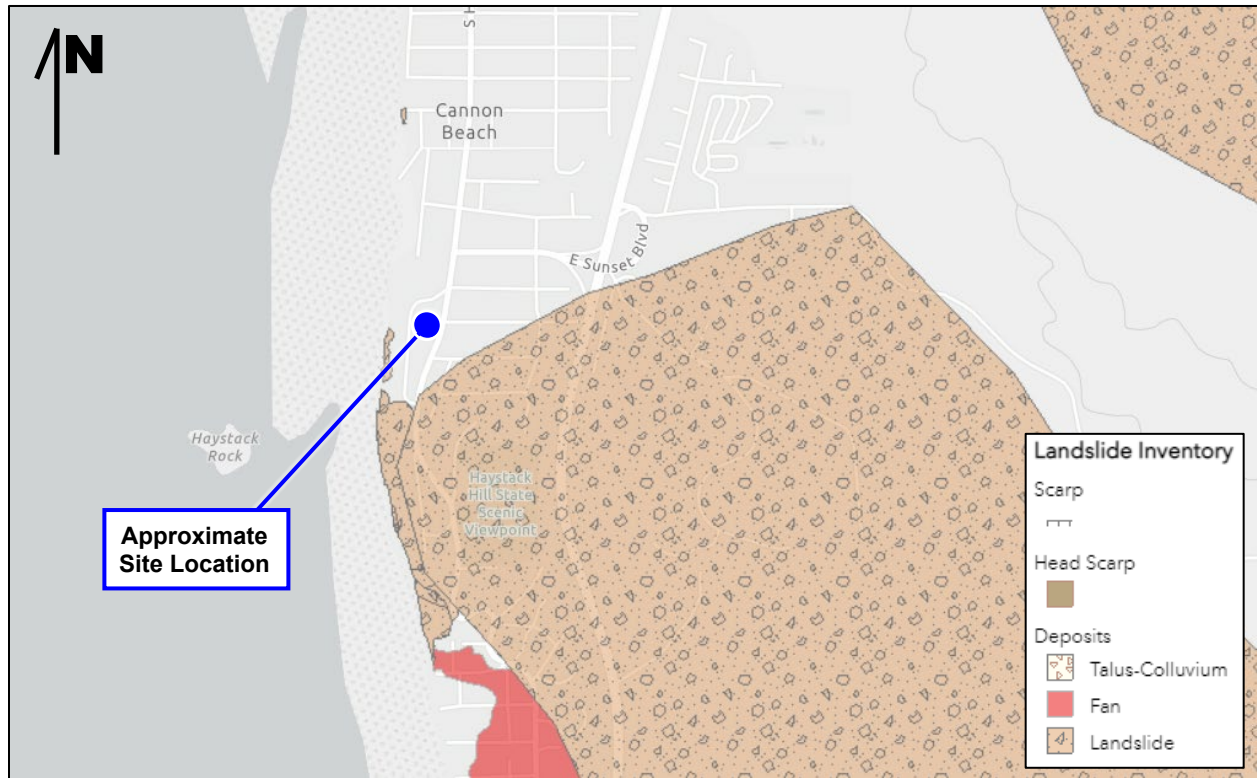 N
S H
Cannon
Beach
E Sunset Blvd
Haystack
Rock
Haystack
Hill State
Scenic
Viewpoint
Approximate
Site Location
Landslide Inventory
Scarp
Head Scarp
Deposits
Talus-Colluvium
Fan
Landslide